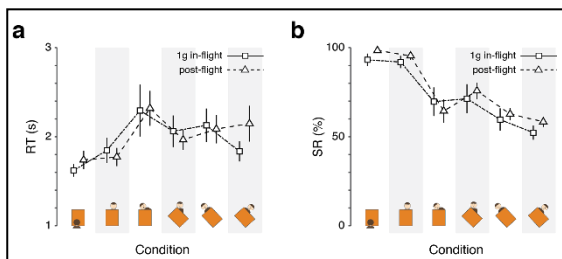 a
3
2
1
RT (s)
1g in-flight
post-flight
Condition
b
100
50
0
SR (%)
1g in-flight
post-flight
Condition